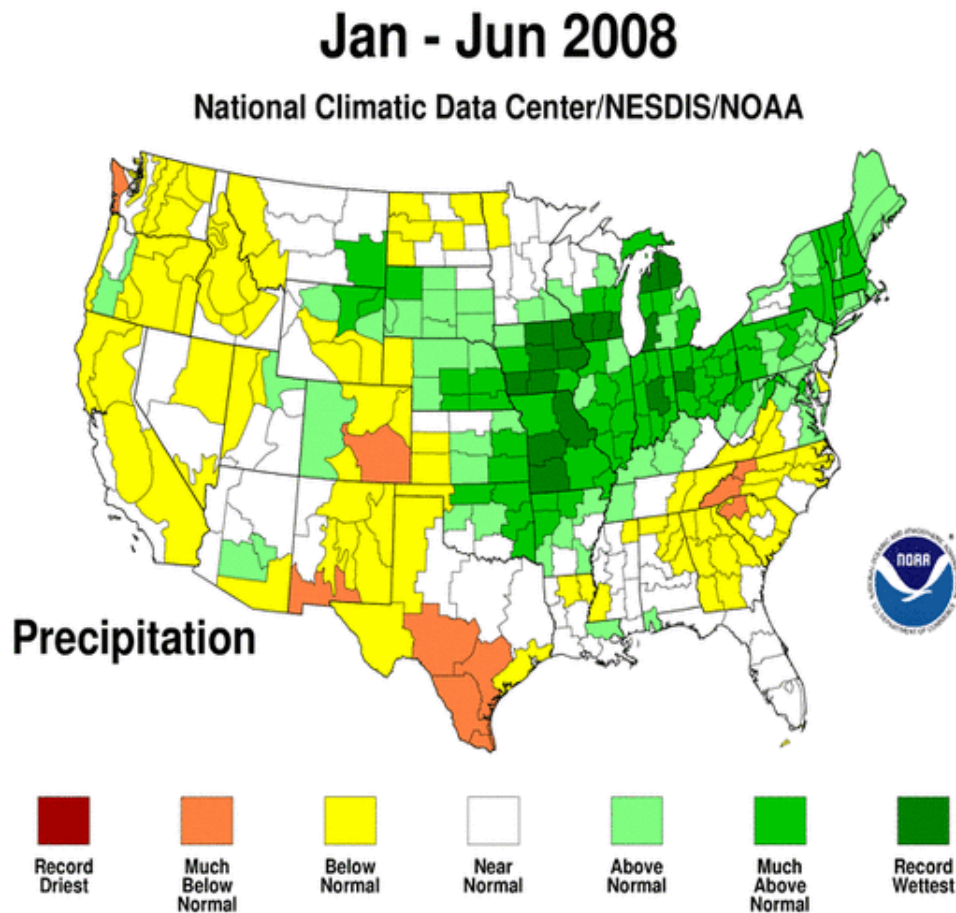 Jan - Jun 2008
National Climatic Data Center/NESDIS/NOAA
NOAA
Precipitation
Record
Driest
Much
Below
Normal
Below
Normal
Near
Normal
Above
Normal
Much
Above
Normal
Record
Wettest